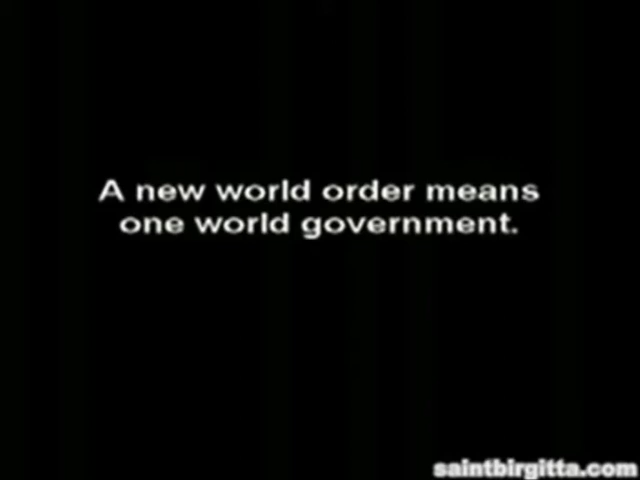 A new world order means
one world government.
saintbirgitta.com